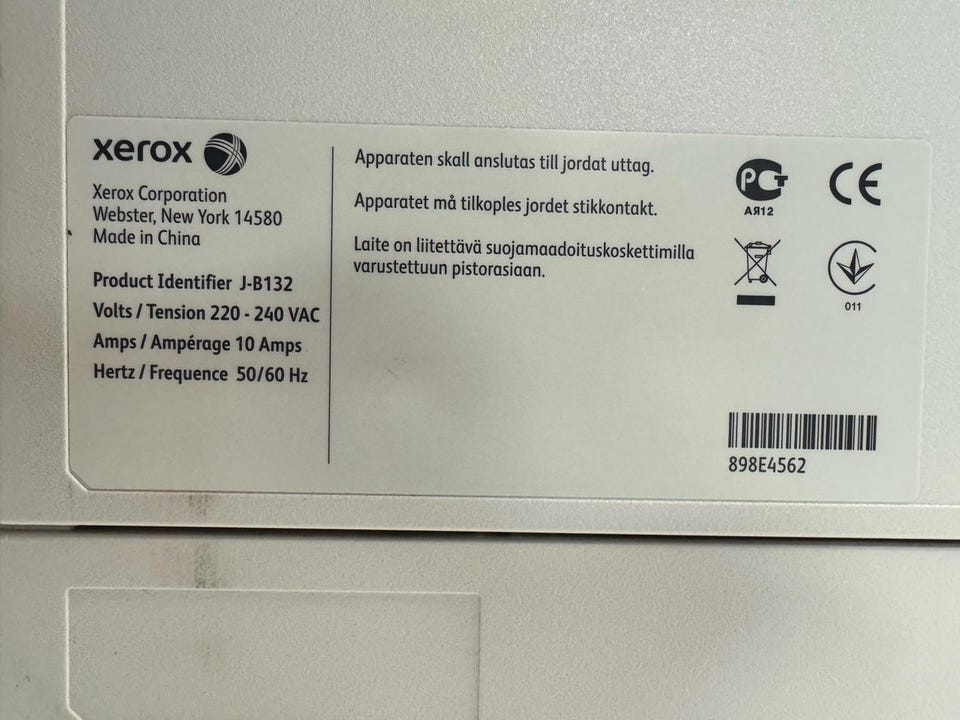 xerox
Xerox Corporation
Webster, New York 14580
Made in China
Product Identifier J-B132
Volts / Tension 220 - 240 VAC
Amps / Ampérage 10 Amps
Hertz / Frequence 50/60 Hz
Apparaten skall anslutas till jordat uttag.
Apparatet må tilkoples jordet stikkontakt.
Laite on liitettävä suojamaadoituskoskettimilla
varustettuun pistorasiaan.
РСТ
АЯ12
CE
011
898E4562